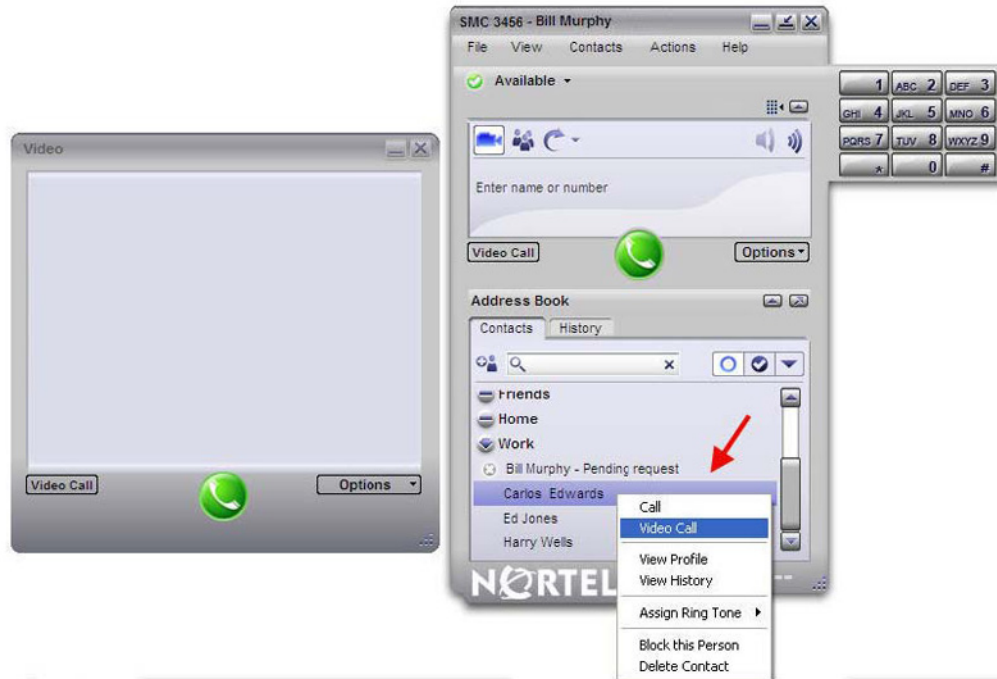 SMC 3456 - Bill Murphy
File View Contacts Actions Help
Available
1 ABC 2 DEF 3
GHI 4 JKL 5 MNO 6
PQRS 7 TUV 8 WXYZ 9
* 0 #
Enter name or number
Video Call
Options
Video
Video Call
Options
Address Book
Contacts History
Friends
Home
Work
Bill Murphy - Pending request
Carlos Edwards
Ed Jones
Harry Wells
NORTEL
Call
Video Call
View Profile
View History
Assign Ring Tone
Block this Person
Delete Contact